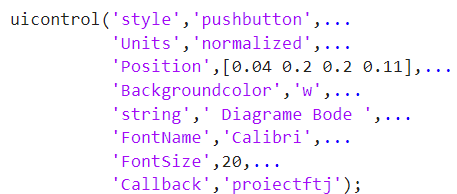 uicontrol('style','pushbutton',...
'Units','normalized',...
'Position',[0.04 0.2 0.2 0.11],...
'Backgroundcolor','w',...
'string',' Diagrame Bode ',...
'FontName','Calibri',...
'FontSize',20,...
'Callback','proiectftj');